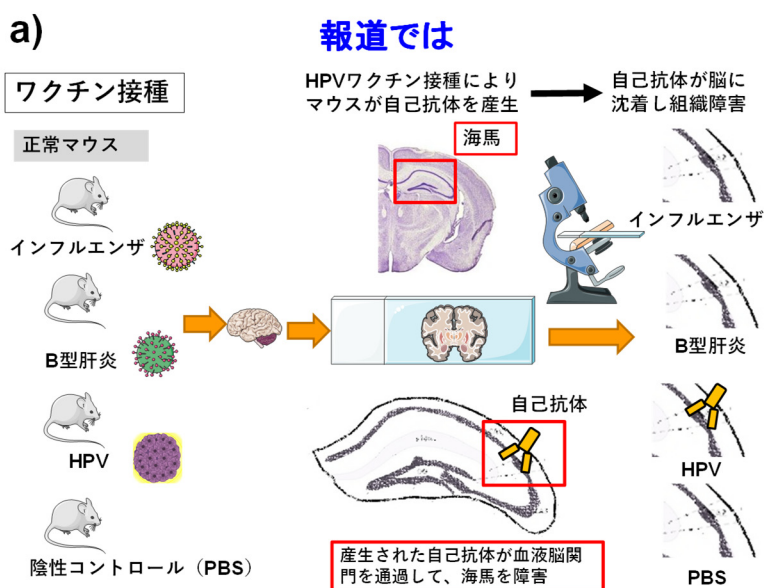 a)
報道では
ワクチン接種
HPVワクチン接種により
マウスが自己抗体を産生
自己抗体が脳に
沈着し組織障害
正常マウス
海馬
インフルエンザ
インフルエンザ
B型肝炎
B型肝炎
自己抗体
HPV
HPV
陰性コントロール（PBS）
産生された自己抗体が血液脳関
門を通過して、海馬を障害
PBS